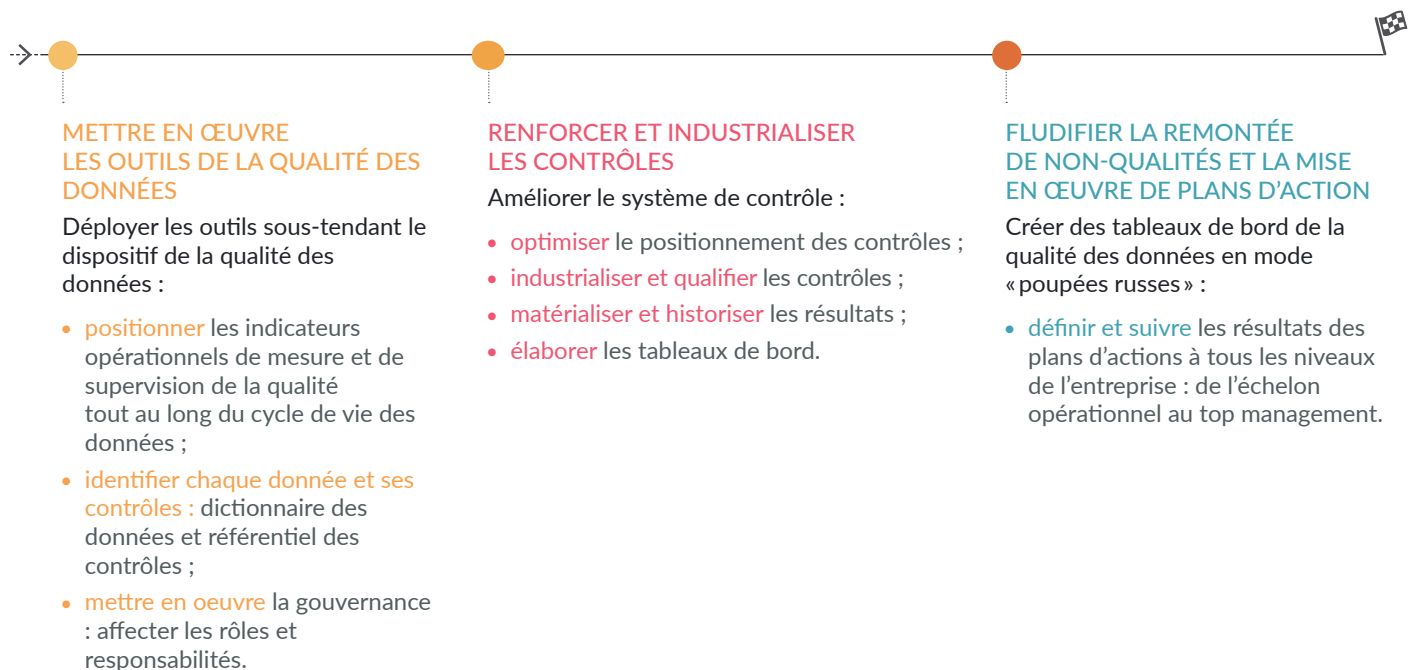 METTRE EN ŒUVRE
LES OUTILS DE LA QUALITÉ DES
DONNÉES
Déployer les outils sous-tendant le
dispositif de la qualité des
données :
• positionner les indicateurs
opérationnels de mesure et de
supervision de la qualité
tout au long du cycle de vie des
données ;
• identifier chaque donnée et ses
contrôles : dictionnaire des
données et référentiel des
contrôles ;
• mettre en oeuvre la gouvernance
: affecter les rôles et
responsabilités.
RENFORCER ET INDUSTRIALISER
LES CONTRÔLES
Améliorer le système de contrôle :
• optimiser le positionnement des contrôles ;
• industrialiser et qualifier les contrôles ;
• matérialiser et historiser les résultats ;
• élaborer les tableaux de bord.
FLUDIFIER LA REMONTÉE
DE NON-QUALITÉS ET LA MISE
EN ŒUVRE DE PLANS D’ACTION
Créer des tableaux de bord de la
qualité des données en mode
« poupées russes » :
• définir et suivre les résultats des
plans d’actions à tous les niveaux
de l’entreprise : de l’échelon
opérationnel au top management.